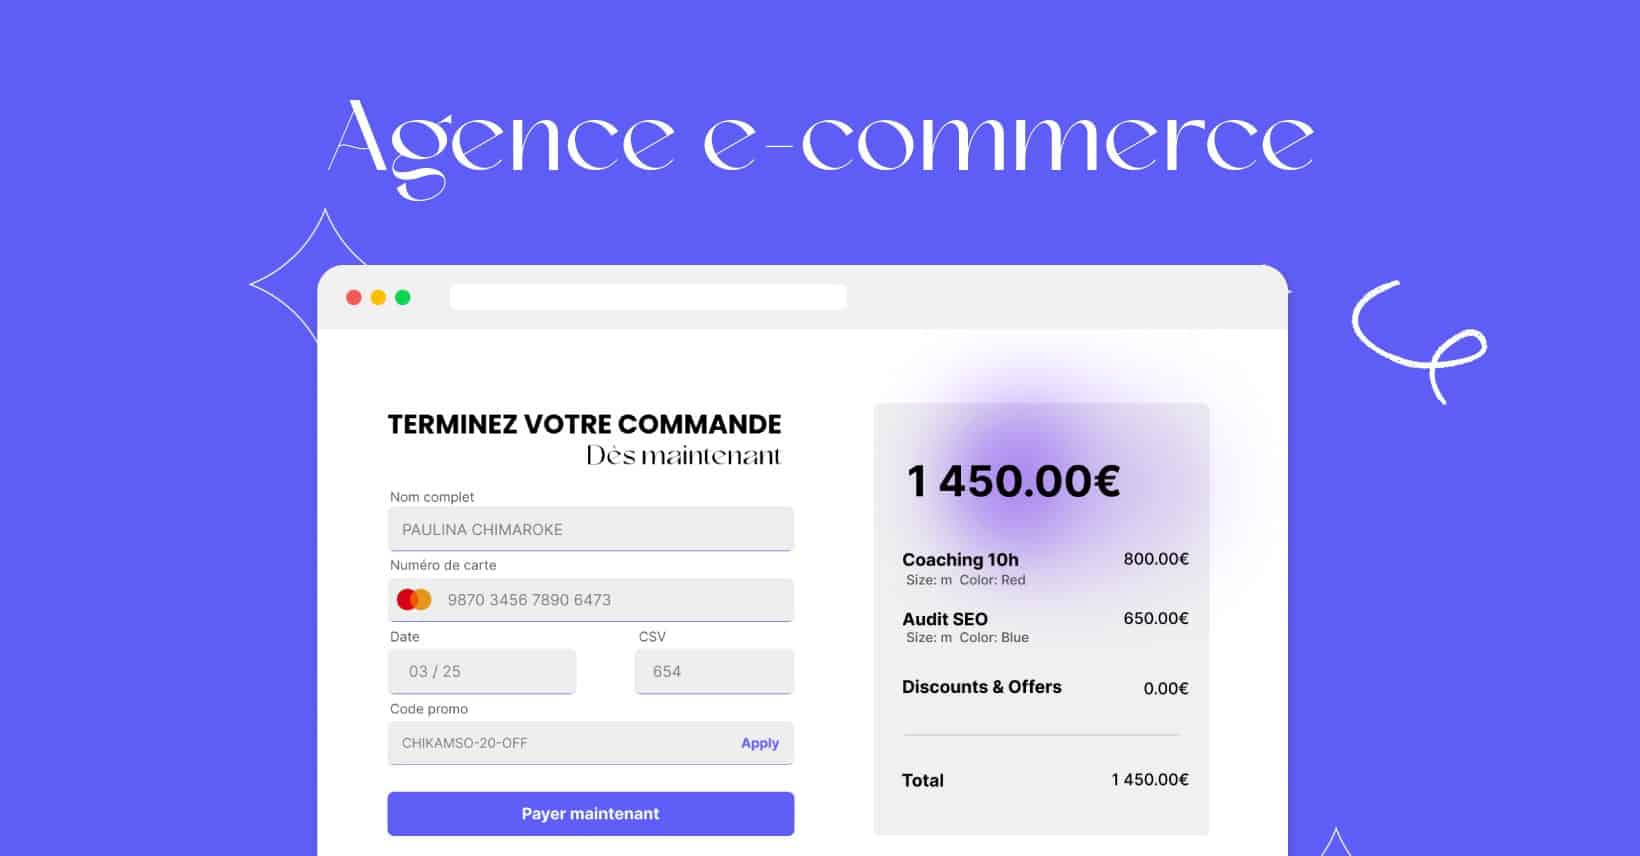 Agence e-commerce
TERMINEZ VOTRE COMMANDE
Dès maintenant
Nom complet
PAULINA CHIMAROKE
Numéro de carte
9870 3456 7890 6473
Date CSV
03 / 25 654
Code promo
CHIKAMSO-20-OFF Apply
Payer maintenant
1 450.00€
Coaching 10h 800.00€
Size: m Color: Red
Audit SEO 650.00€
Size: m Color: Blue
Discounts & Offers 0.00€
Total 1 450.00€